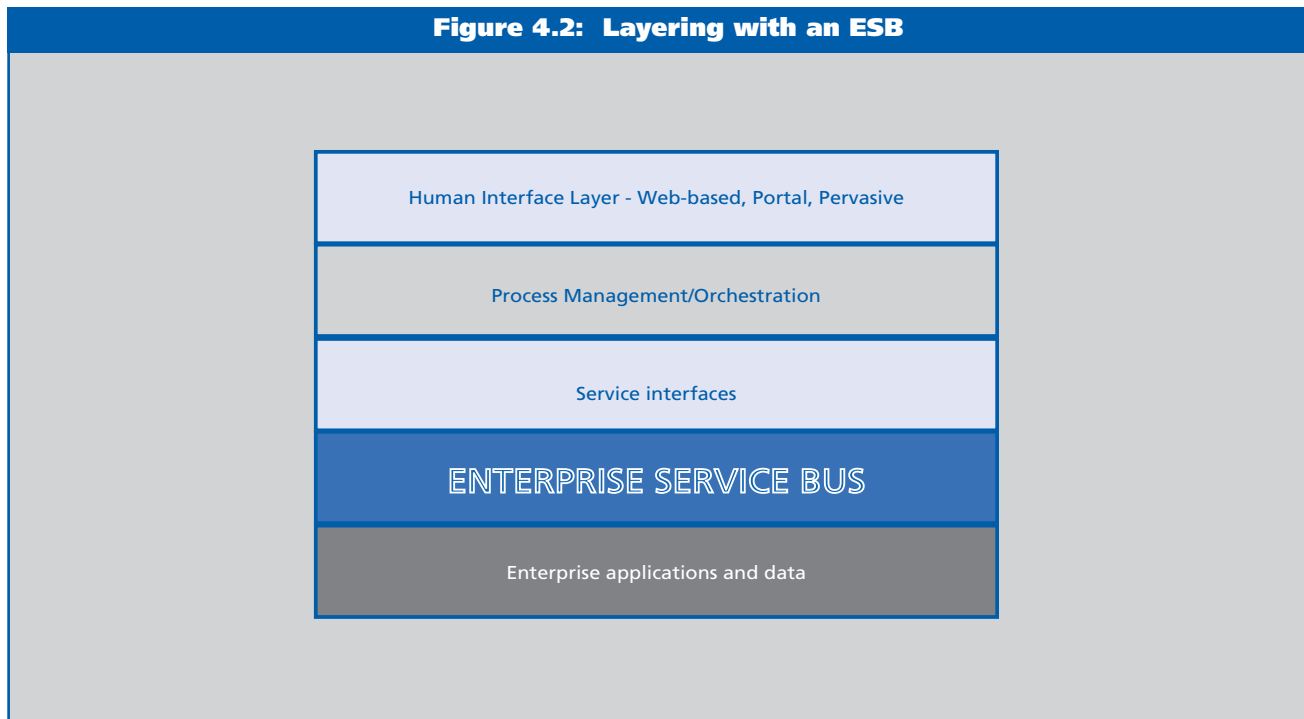 Figure 4.2: Layering with an ESB
Human Interface Layer - Web-based, Portal, Pervasive
Process Management/Orchestration
Service interfaces
ENTERPRISE SERVICE BUS
Enterprise applications and data